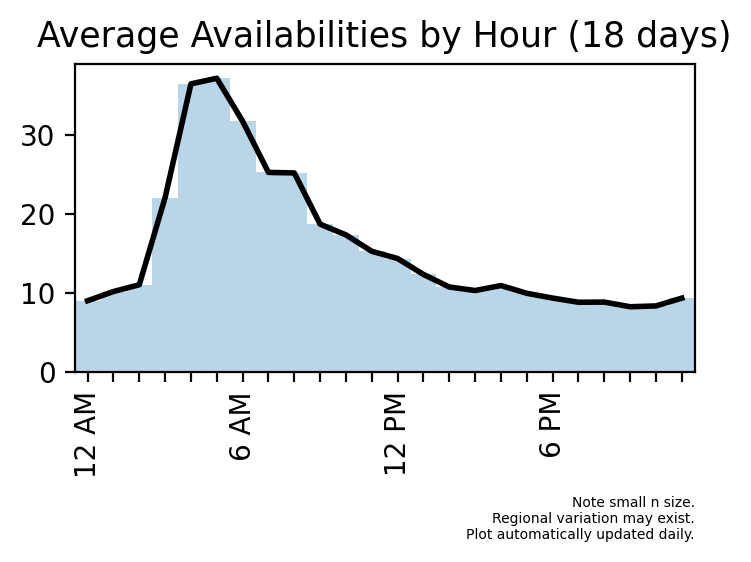 Average Availabilities by Hour (18 days)
30
20
10
0
12 AM
6 AM
12 PM
6 PM
Note small n size.
Regional variation may exist.
Plot automatically updated daily.